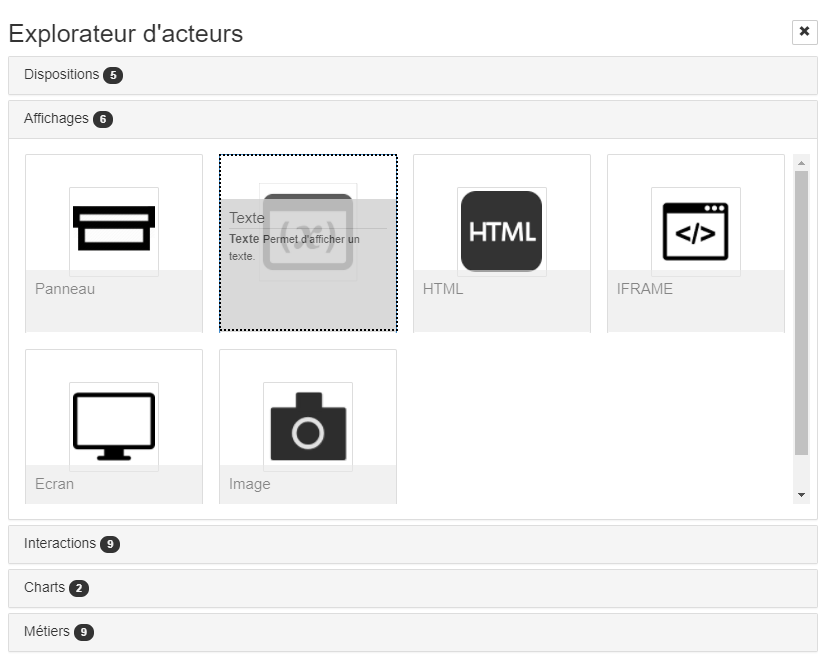 Explorateur d'acteurs
Dispositions 5
Affichages 6
(x)
HTML
</>
Texte
Texte Permet d'afficher un
texte.
Panneau
HTML
IFRAME
Ecran
Image
Interactions 9
Charts 2
Métiers 9